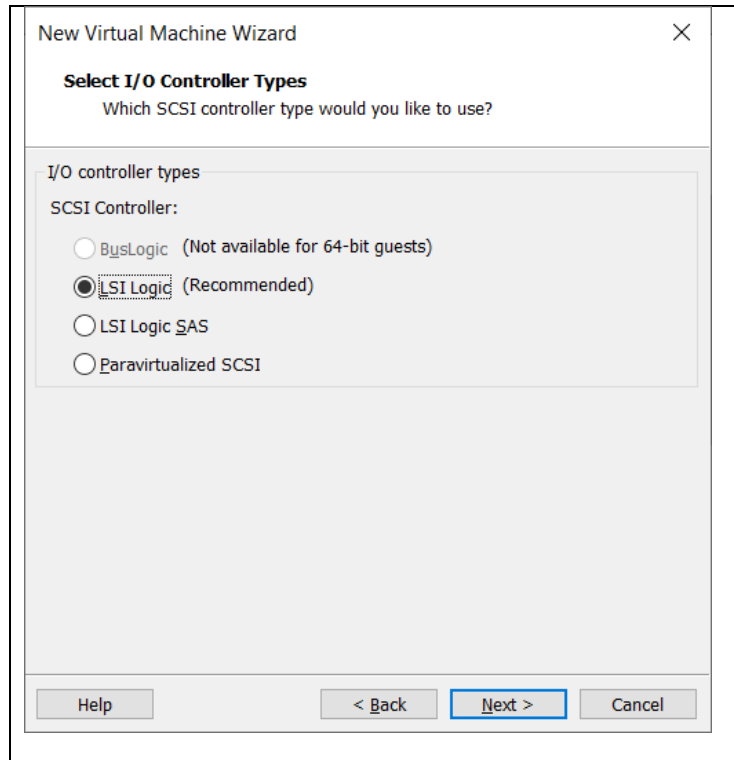 New Virtual Machine Wizard
Select I/O Controller Types
Which SCSI controller type would you like to use?
I/O controller types
SCSI Controller:
BusLogic (Not available for 64-bit guests)
LSI Logic (Recommended)
LSI Logic SAS
Paravirtualized SCSI
Help < Back Next > Cancel